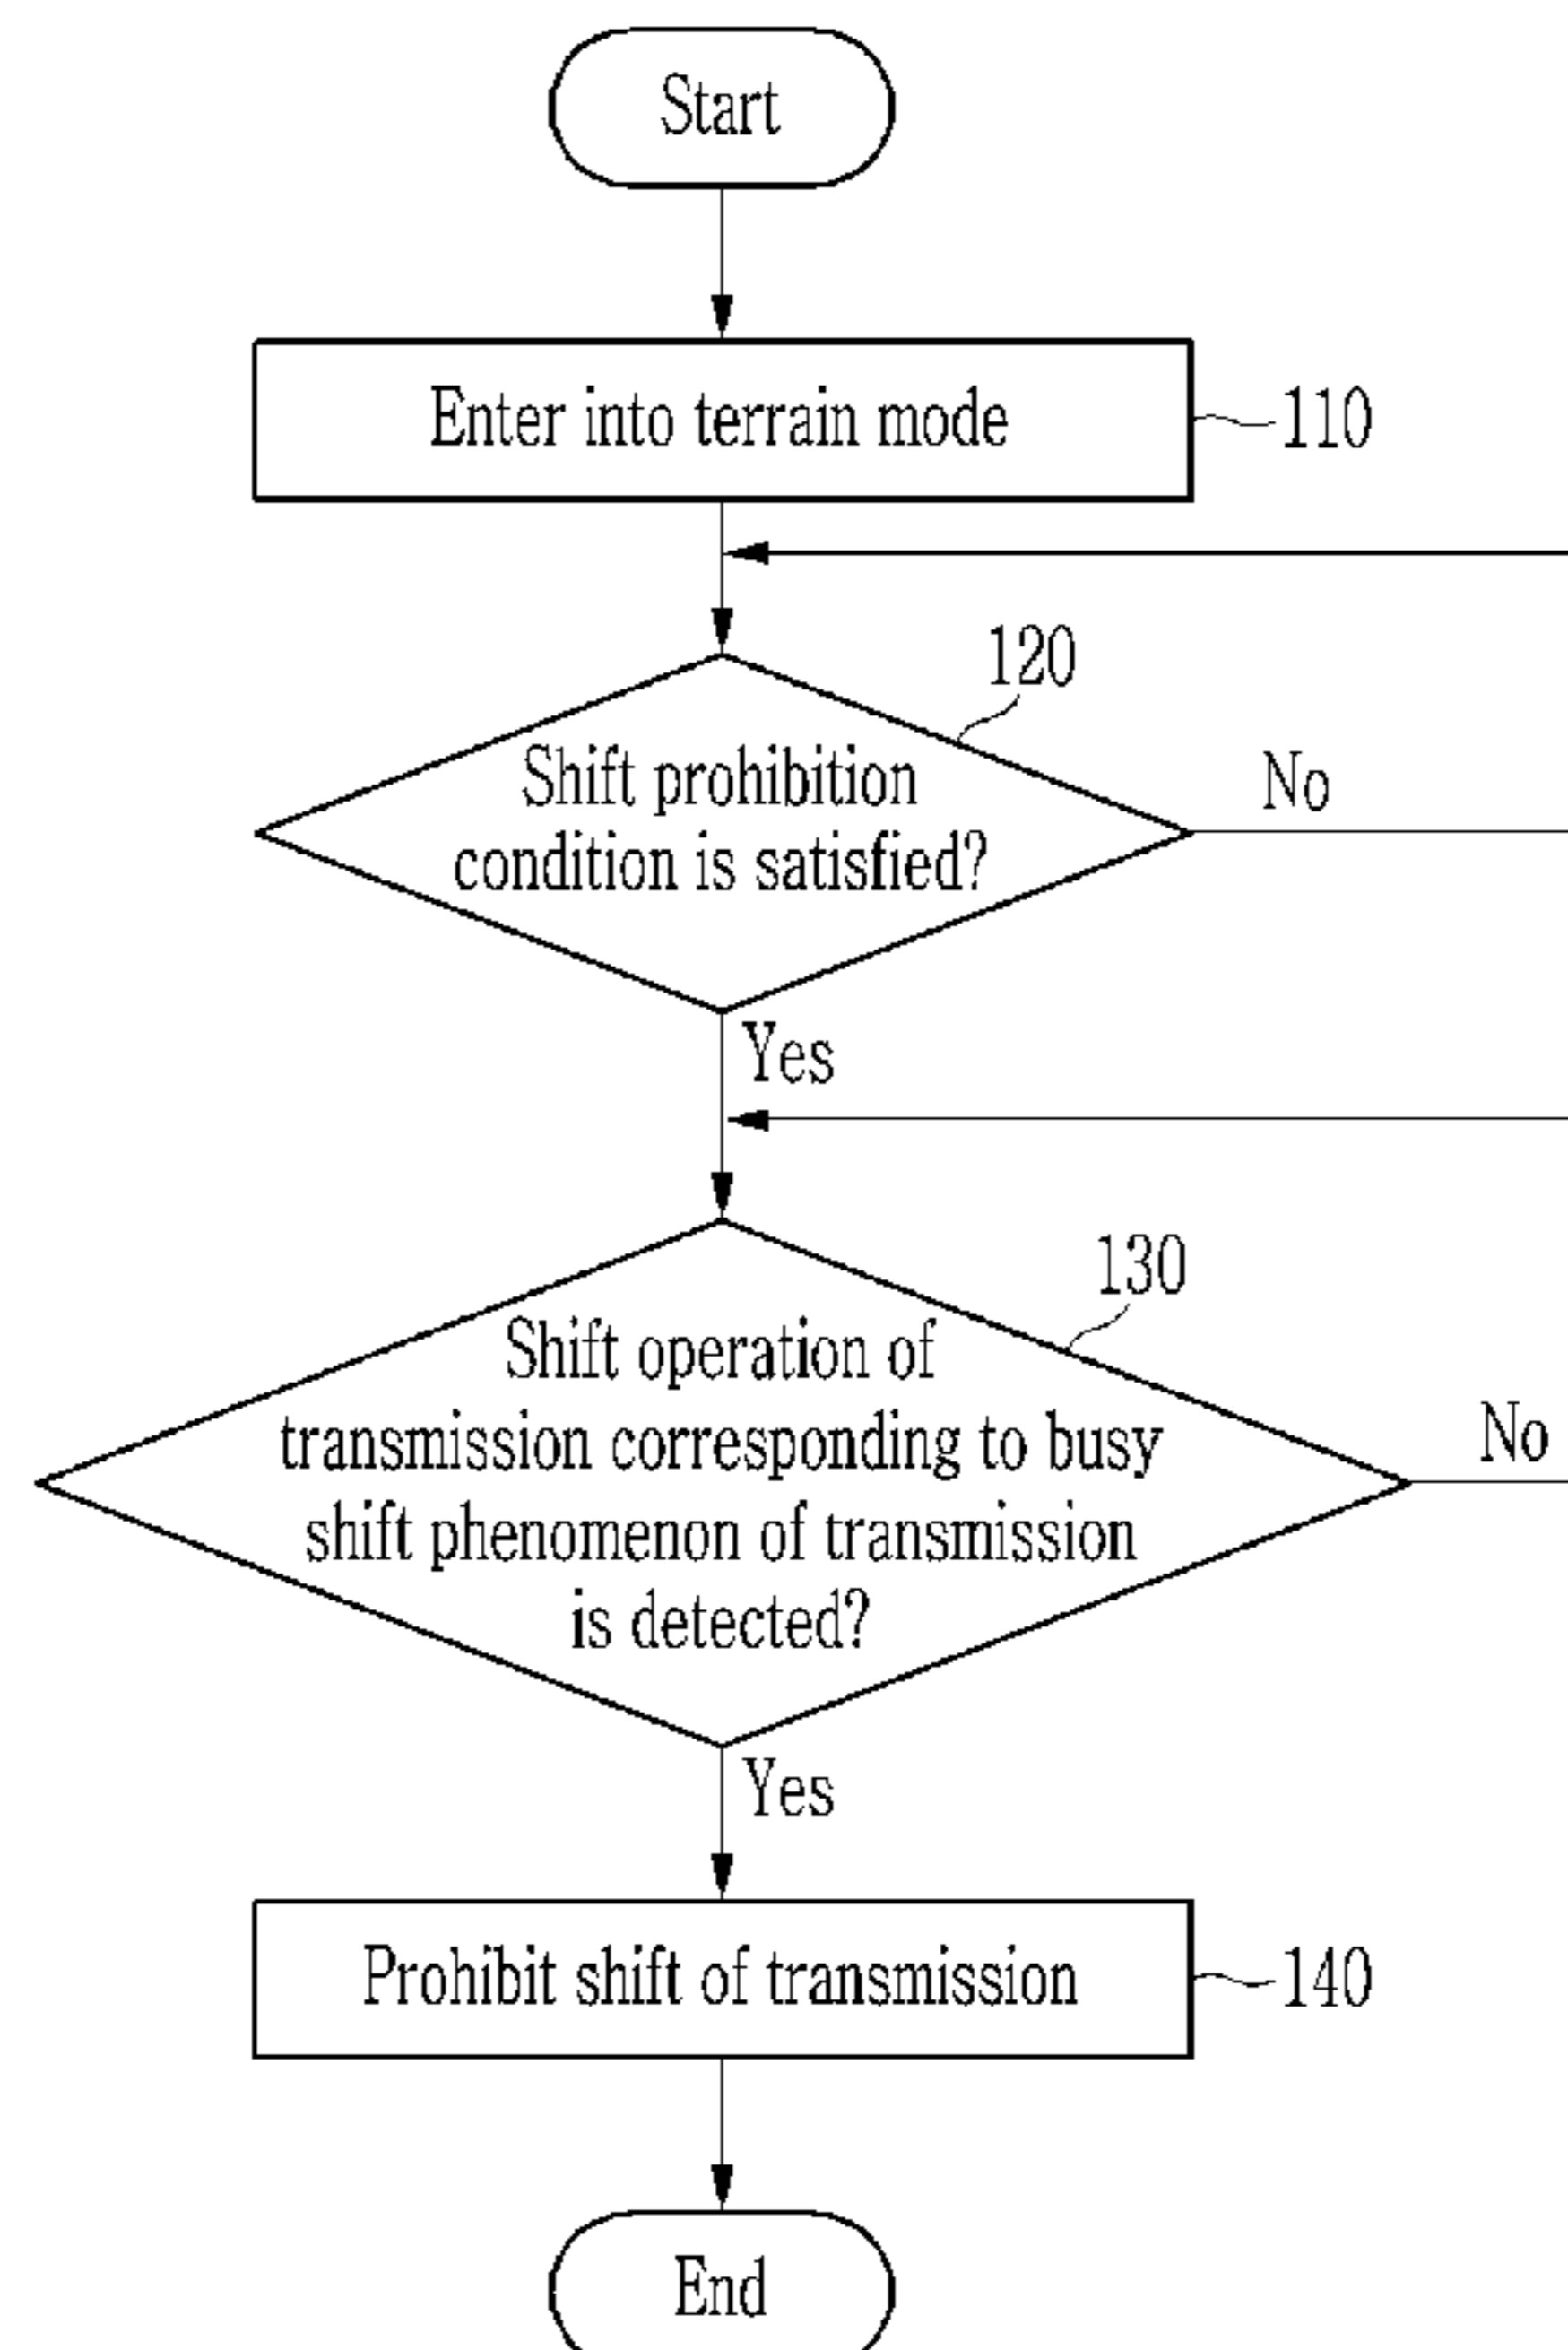 Start
Enter into terrain mode
110
120
Shift prohibition
condition is satisfied?
No
Yes
130
Shift operation of
transmission corresponding to busy
shift phenomenon of transmission
is detected?
No
Yes
Prohibit shift of transmission
140
End